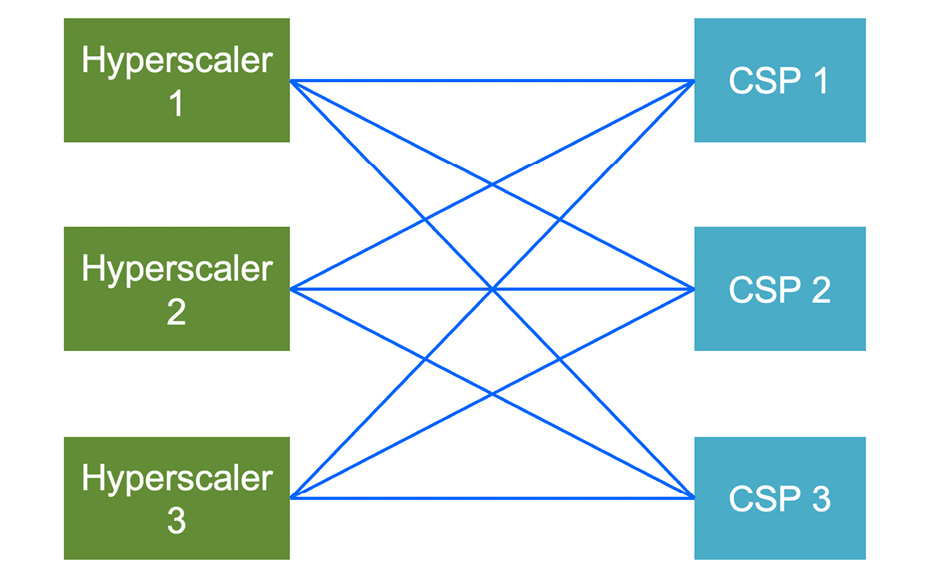 Hyperscaler
1
CSP 1
Hyperscaler
2
CSP 2
Hyperscaler
3
CSP 3